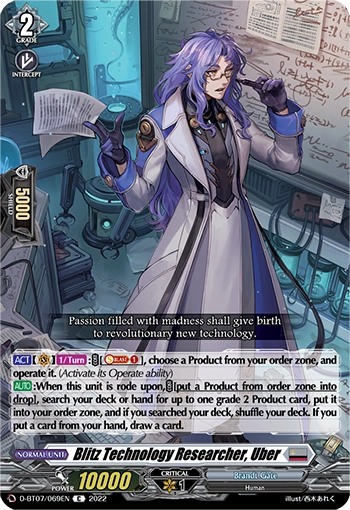 2
GRADE
INTERCEPT
5000
SHIELD
Passion filled with madness shall give birth
to revolutionary new technology.
ACT【】1/Turn:[BLAST 1], choose a Product from your order zone, and
operate it. (Activate its Operate ability)
AUTO:When this unit is rode upon,[put a Product from order zone into
drop], search your deck or hand for up to one grade 2 Product card, put it
into your order zone, and if you searched your deck, shuffle your deck. If you
put a card from your hand, draw a card.
NORMAL UNIT
Blitz Technology Researcher, Uber
POWER 10000
CRITICAL
1
Brandt Gate
Human
D-BT07/069EN C 2022
illust/西木あれく